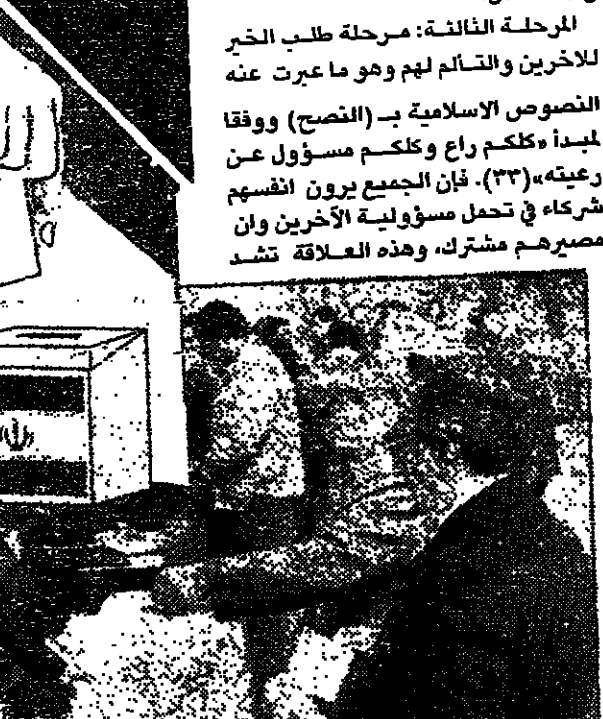 المرحلة الثالثة: مرحلة طلب الخير
للاخرين والتألم لهم وهو ما عبرت عنه
النصوص الاسلامية بـ (النصح) ووفقا
لمبدأ «كلكم راع وكلكم مسؤول عن
رعيته»(٣٣). فإن الجميع يرون انفسهم
شركاء في تحمل مسؤولية الآخرين وان
مصيرهم مشترك، وهذه العلاقة تشد